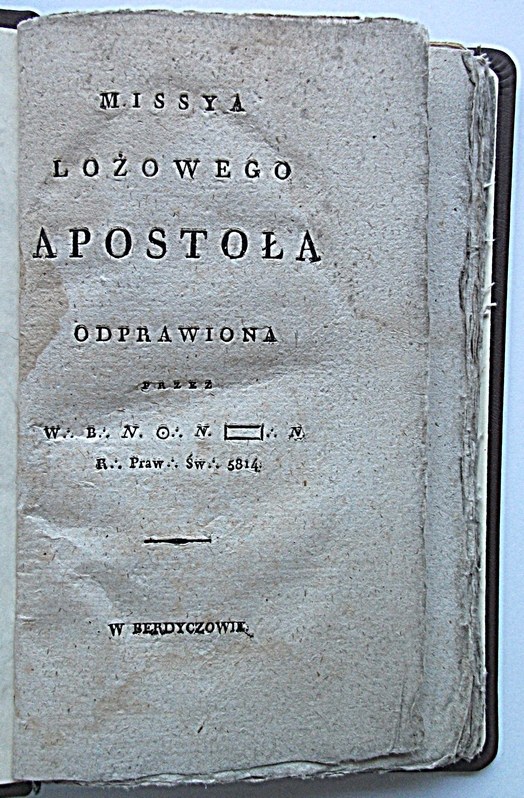 MISSYA
LOŻOWEGO
APOSTOŁA
ODPRAWIONA
PRZEZ
W∴ B∴ N. ⊙∴ N. ▭∴ N.
R∴ Praw∴ Św∴ 5814.
W BERDYCZOWIE.